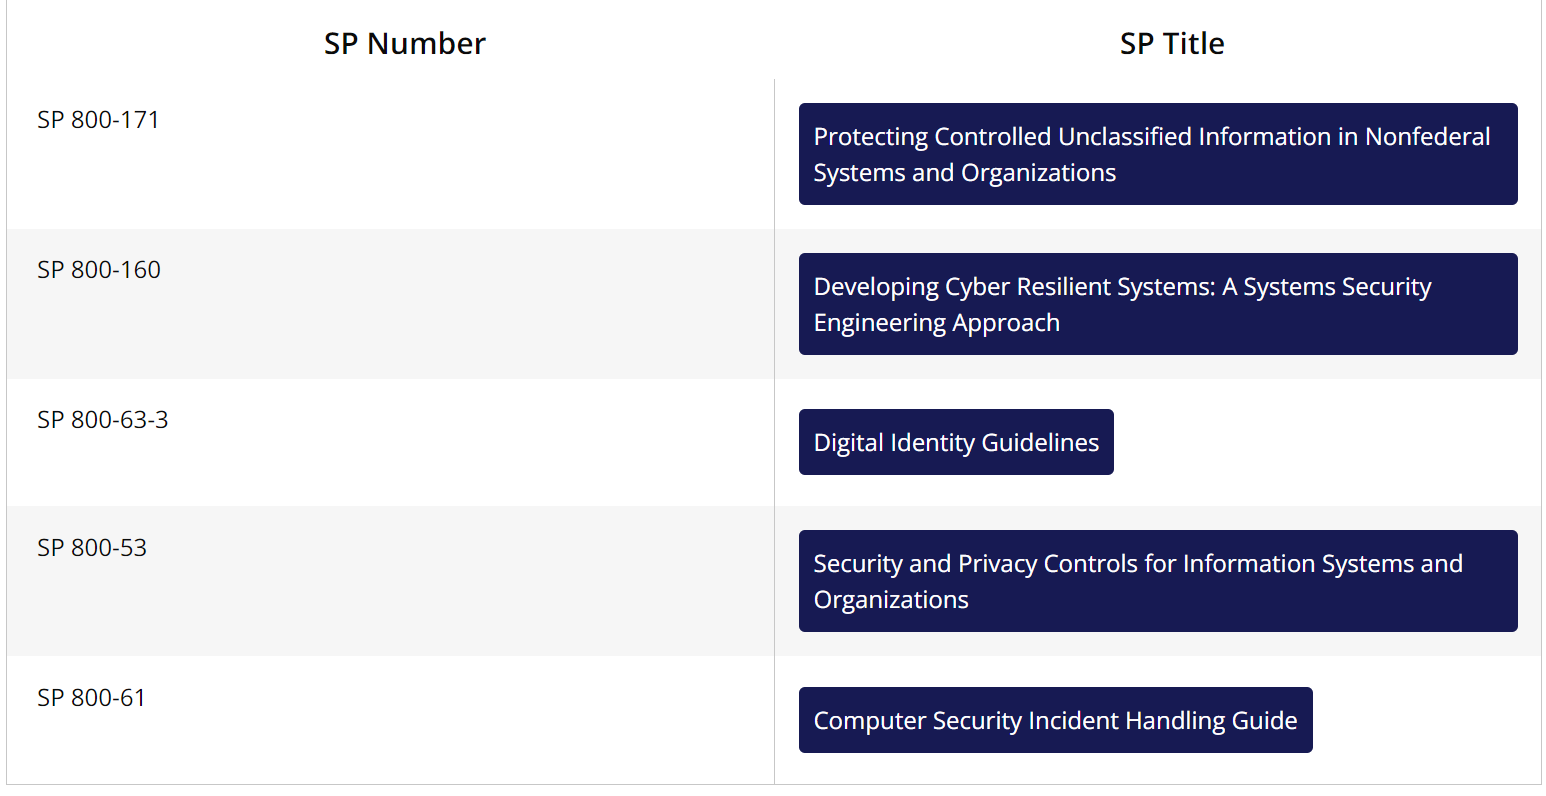 SP Number
SP Title
SP 800-171
Protecting Controlled Unclassified Information in Nonfederal
Systems and Organizations
SP 800-160
Developing Cyber Resilient Systems: A Systems Security
Engineering Approach
SP 800-63-3
Digital Identity Guidelines
SP 800-53
Security and Privacy Controls for Information Systems and
Organizations
SP 800-61
Computer Security Incident Handling Guide